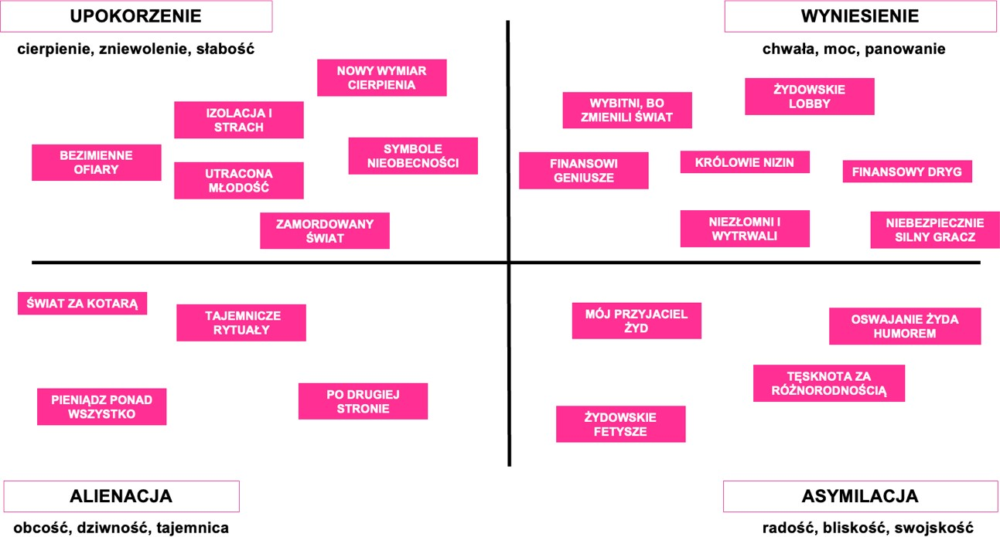 UPOKORZENIE
cierpienie, zniewolenie, słabość
NOWY WYMIAR
CIERPIENIA
IZOLACJA I
STRACH
BEZIMIENNE
OFIARY
SYMBOLE
NIEOBECNOŚCI
UTRACONA
MŁODOŚĆ
ZAMORDOWANY
ŚWIAT
WYNIESIENIE
chwała, moc, panowanie
ŻYDOWSKIE
LOBBY
WYBITNI, BO
ZMIENILI ŚWIAT
FINANSOWI
GENIUSZE
KRÓLOWIE NIZIN
FINANSOWY DRYG
NIEZŁOMNI I
WYTRWALI
NIEBEZPIECZNIE
SILNY GRACZ
ŚWIAT ZA KOTARĄ
TAJEMNICZE
RYTUAŁY
PIENIĄDZ PONAD
WSZYSTKO
PO DRUGIEJ
STRONIE
ALIENACJA
obcość, dziwność, tajemnica
MÓJ PRZYJACIEL
ŻYD
OSWAJANIE ŻYDA
HUMOREM
TĘSKNOTA ZA
RÓŻNORODNOŚCIĄ
ŻYDOWSKIE
FETYSZE
ASYMILACJA
radość, bliskość, swojskość